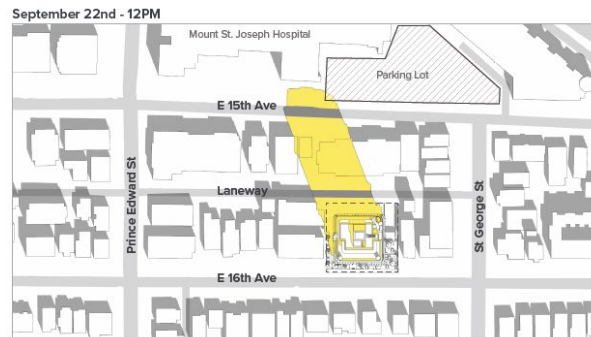 September 22nd - 12PM
Mount St. Joseph Hospital
Parking Lot
E 15th Ave
Prince Edward St
Laneway
St George St
E 16th Ave